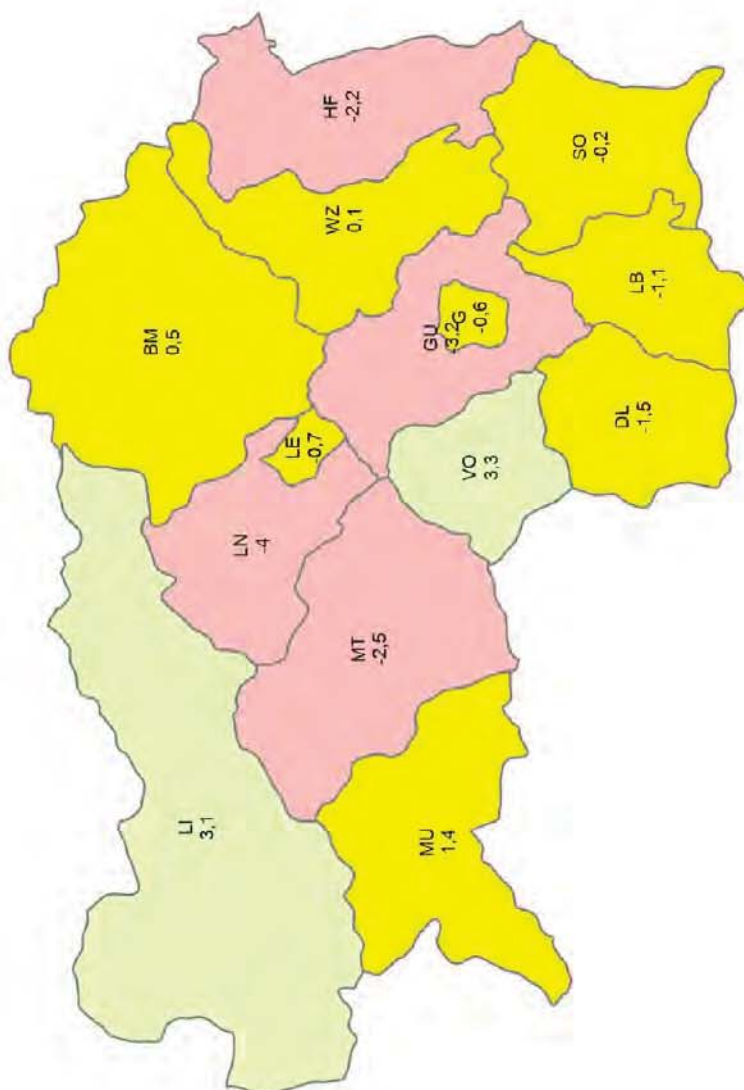 BM
0,5
LI
3,1
LN
-4
LE
-0,7
WZ
0,1
HF
-2,2
MT
-2,5
MU
1,4
GU
-3,2
G
-0,6
VO
3,3
SO
-0,2
DL
-1,5
LB
-1,1